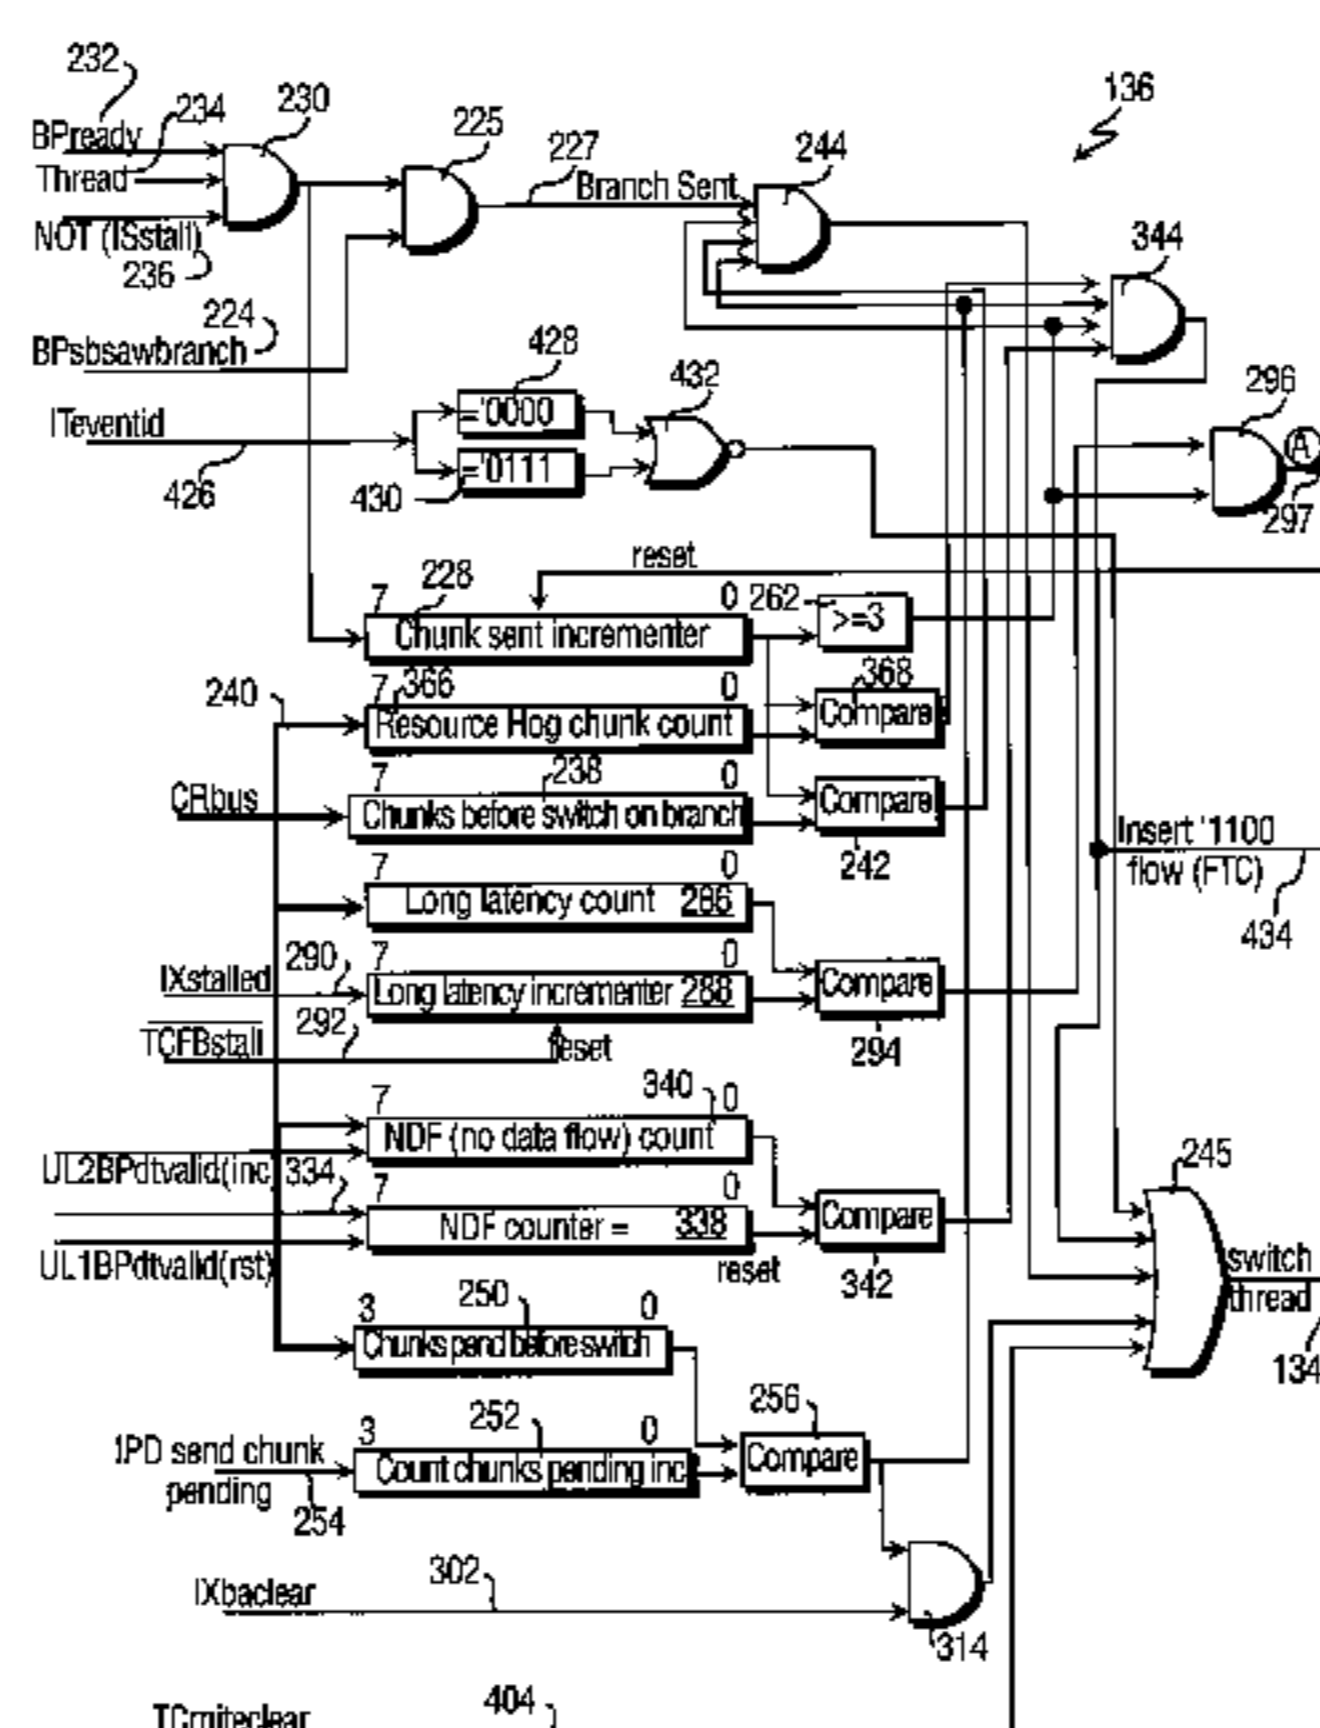 232
BPready
234
230
Thread
NOT (ISstall)
236
225
227
Branch Sent
244
136
344
224
BPsbsawbranch
ITeventid
426
428
='0000
='0111
430
432
296
A
297
reset
7
228
0
Chunk sent incrementer
262
>=3
240
7
366
0
Resource Hog chunk count
368
Compare
CRbus
7
238
0
Chunks before switch on branch
Compare
242
7
0
Long latency count 286
Insert '1100
flow (FTC)
434
IXstalled
290
7
0
Long latency incrementer 288
Compare
294
TCFBstall
292
reset
7
340
0
NDF (no data flow) count
UL2BPdtvalid(inc)
334
7
0
NDF counter = 338
reset
UL1BPdtvalid(rst)
Compare
342
245
switch
thread
134
3
250
0
Chunks pend before switch
3
252
0
Count chunks pending inc
IPD send chunk
pending
254
256
Compare
IXbaclear
302
314
404
TCmiteclear